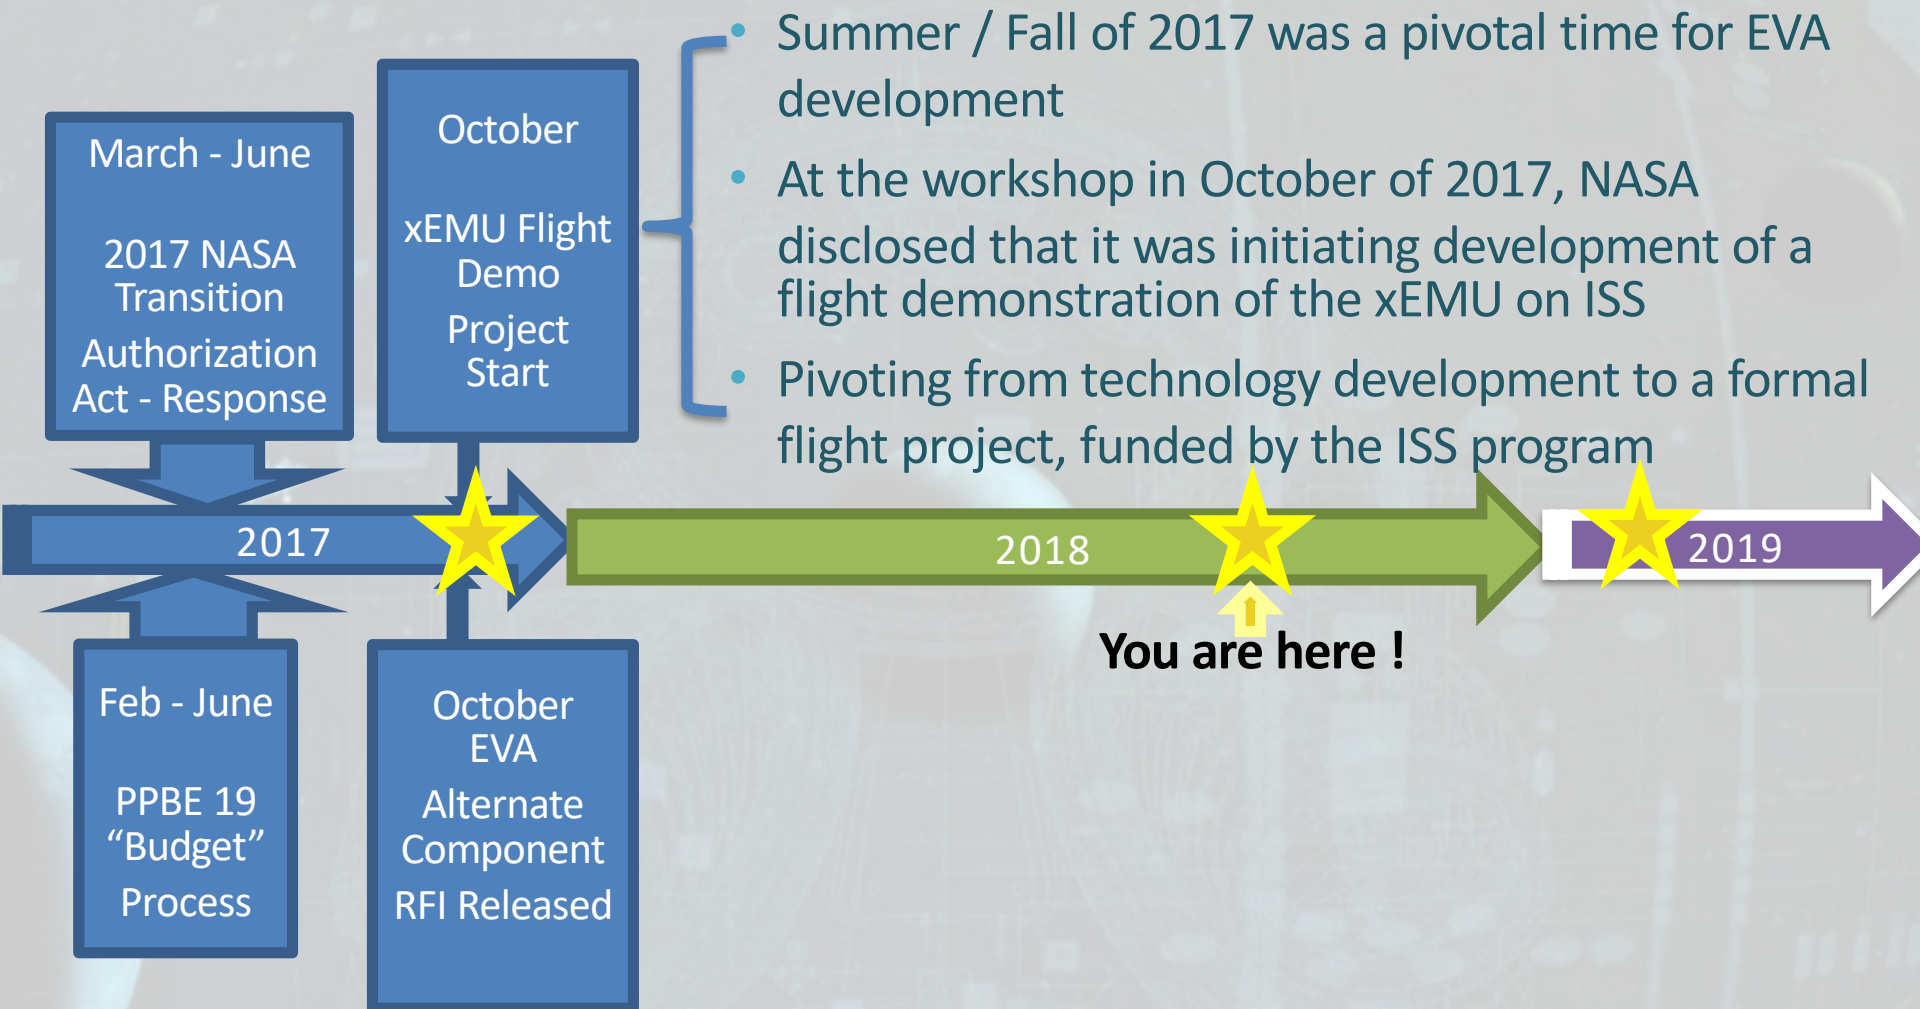 March - June
2017 NASA
Transition
Authorization
Act - Response
October
xEMU Flight
Demo
Project
Start
• Summer / Fall of 2017 was a pivotal time for EVA
development
• At the workshop in October of 2017, NASA
disclosed that it was initiating development of a
flight demonstration of the xEMU on ISS
• Pivoting from technology development to a formal
flight project, funded by the ISS program
2017
2018
2019
You are here !
Feb - June
PPBE 19
“Budget”
Process
October
EVA
Alternate
Component
RFI Released